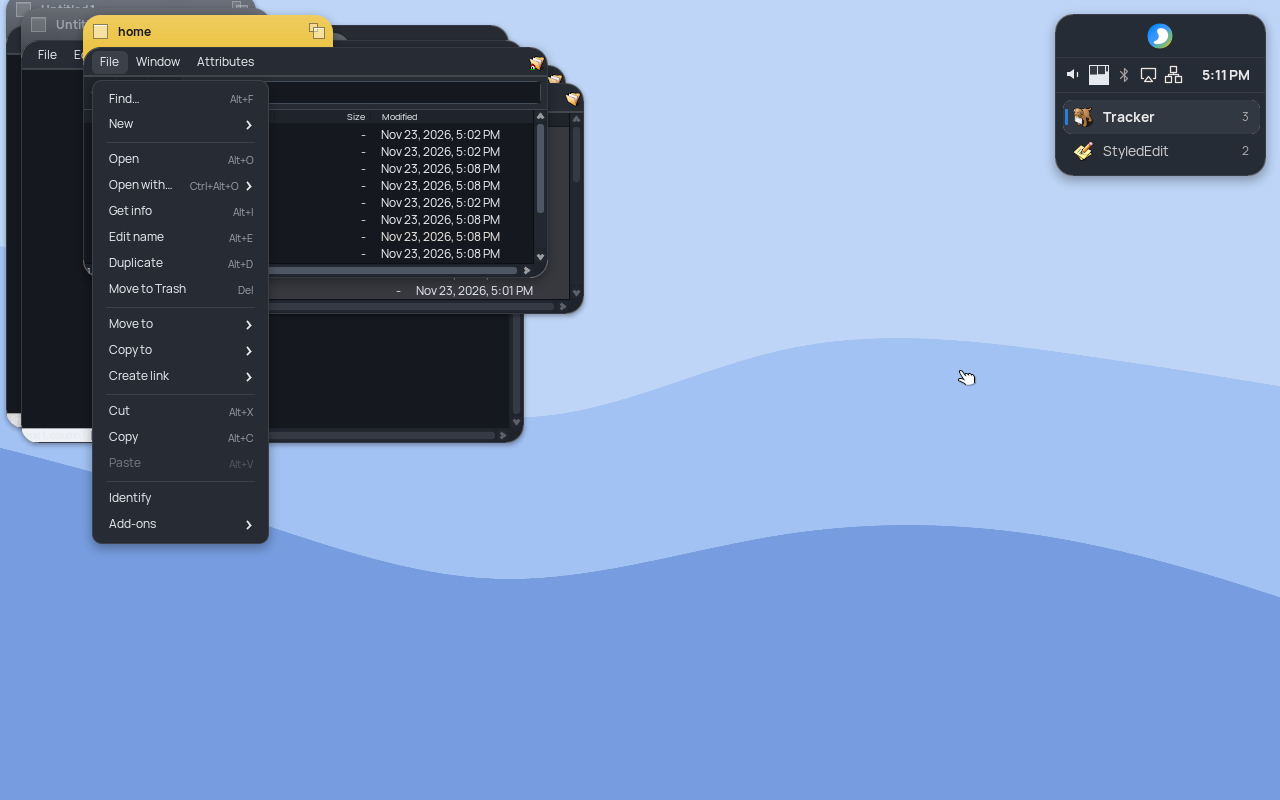 Untitled 1
Untit
home
File
E
File Window Attributes
Size Modified
- Nov 23, 2026, 5:02 PM
- Nov 23, 2026, 5:02 PM
- Nov 23, 2026, 5:08 PM
- Nov 23, 2026, 5:08 PM
- Nov 23, 2026, 5:02 PM
- Nov 23, 2026, 5:08 PM
- Nov 23, 2026, 5:08 PM
- Nov 23, 2026, 5:08 PM
- Nov 23, 2026, 5:01 PM
Find... Alt+F
New
Open Alt+O
Open with... Ctrl+Alt+O
Get info Alt+I
Edit name Alt+E
Duplicate Alt+D
Move to Trash Del
Move to
Copy to
Create link
Cut Alt+X
Copy Alt+C
Paste Alt+V
Identify
Add-ons
5:11 PM
Tracker 3
StyledEdit 2